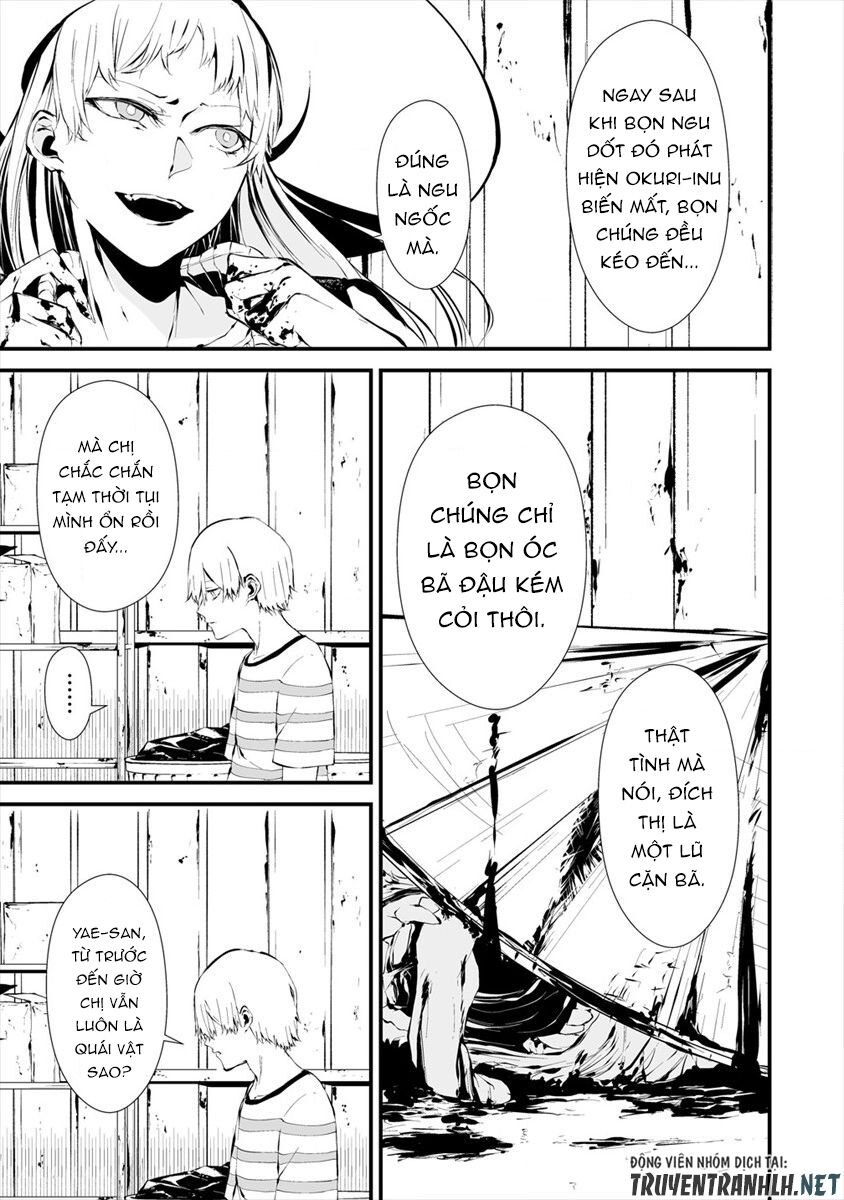 NGAY SAU
KHI BỌN NGU
DỐT ĐÓ PHÁT
HIỆN OKURI-INU
BIẾN MẤT, BỌN
CHÚNG ĐỀU
KÉO ĐẾN...
ĐÚNG
LÀ NGU
NGỐC
MÀ.
BỌN
CHÚNG CHỈ
LÀ BỌN ÓC
BÃ ĐẬU KÉM
CỎI THÔI.
THẬT
TÌNH MÀ
NÓI, ĐÍCH
THỊ LÀ
MỘT LŨ
CẶN BÃ.
MÀ CHỊ
CHẮC CHẮN
TẠM THỜI TỤI
MÌNH ỔN RỒI
ĐẤY...
......
YAE-SAN,
TỪ TRƯỚC
ĐẾN GIỜ
CHỊ VẪN
LUÔN LÀ
QUÁI VẬT
SAO?
ĐỘNG VIÊN NHÓM DỊCH TẠI:
TRUYENTRANHLH.NET